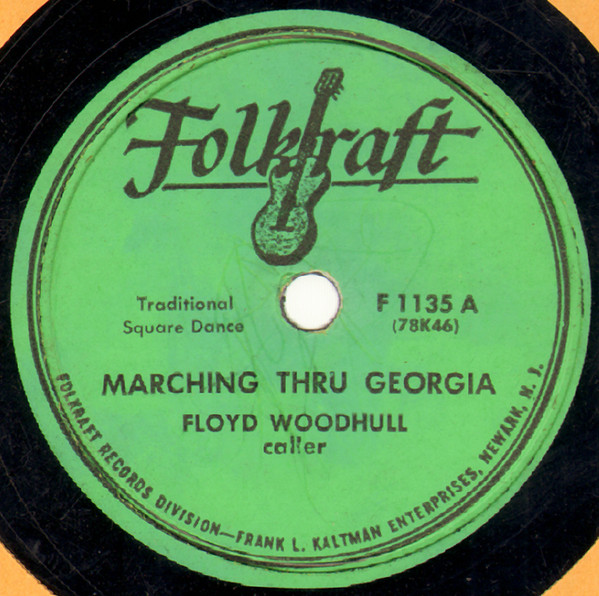 Folkraft
Traditional
Square Dance
F 1135 A
(78K46)
MARCHING THRU GEORGIA
FLOYD WOODHULL
caller
FOLKRAFT RECORDS DIVISION—FRANK L. KALTMAN ENTERPRISES, NEWARK, N. J.